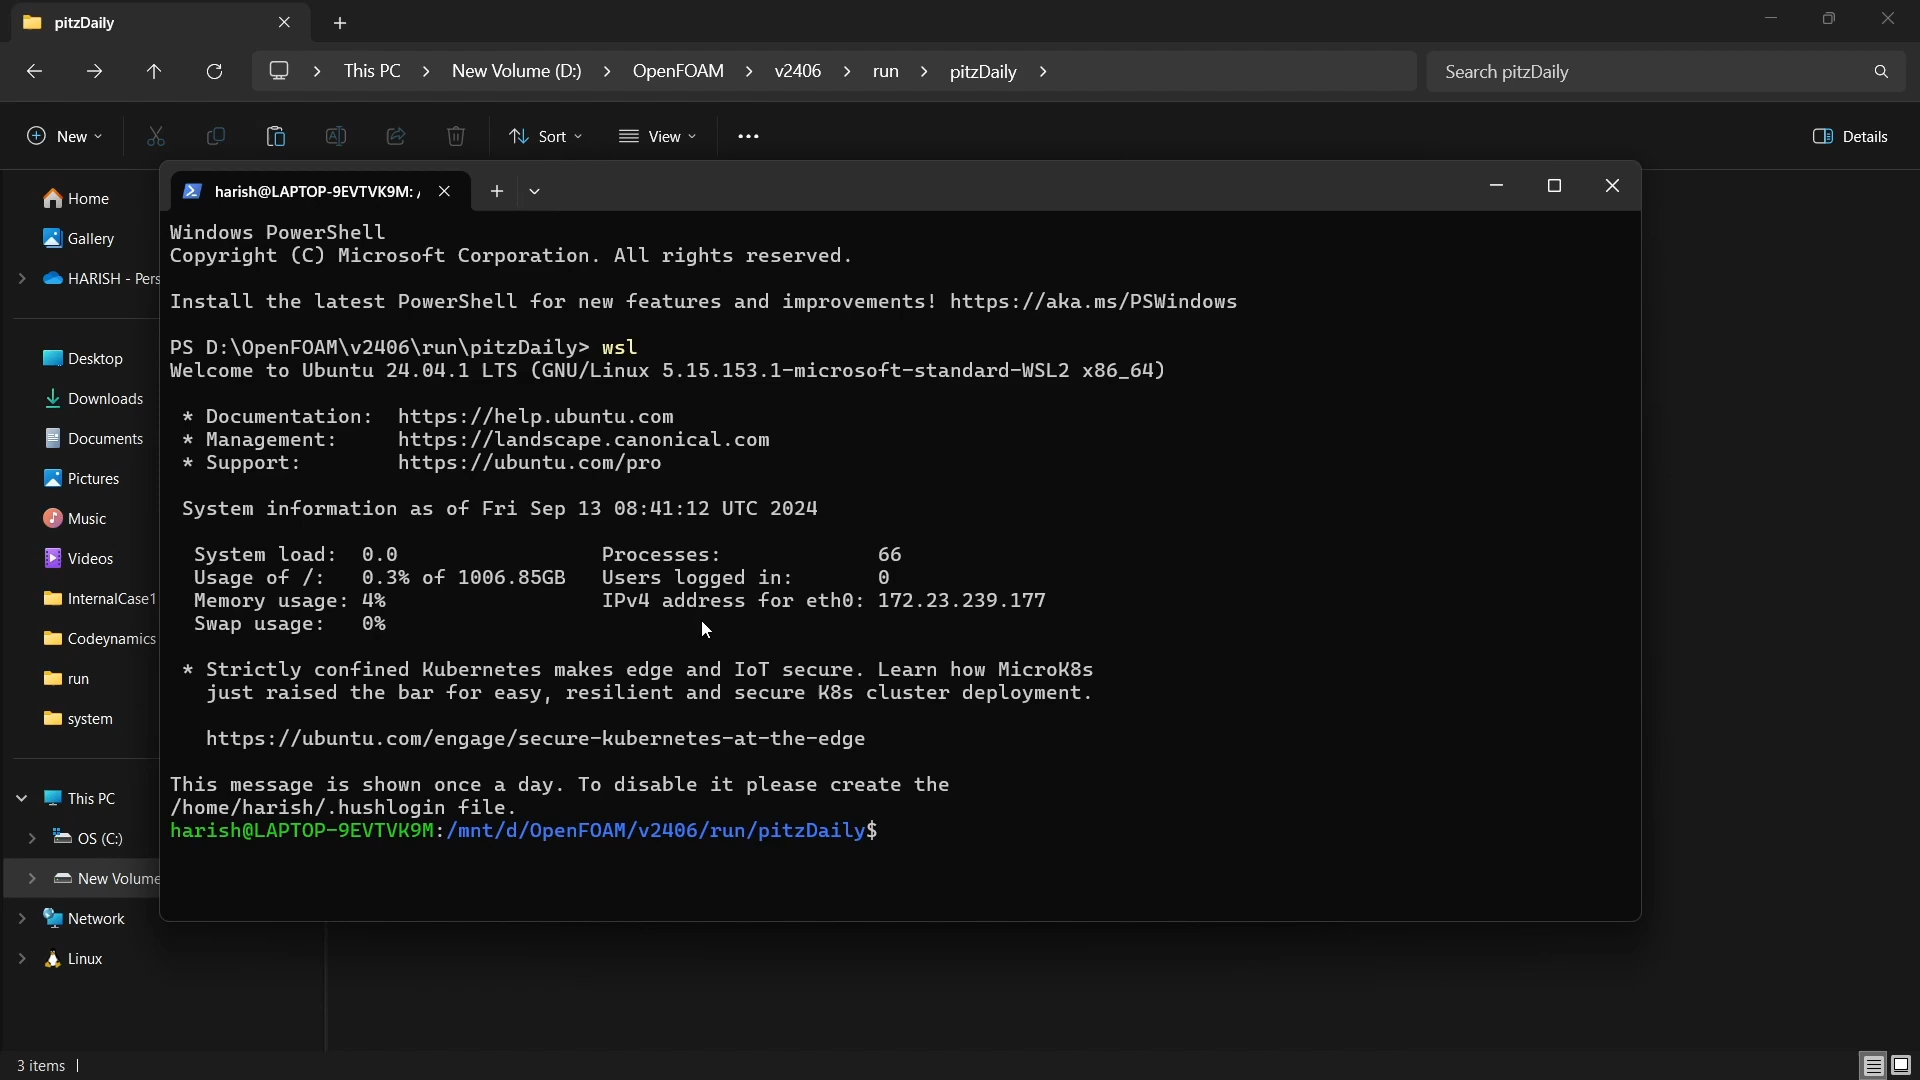 pitzDaily
This PC > New Volume (D:) > OpenFOAM > v2406 > run > pitzDaily >
Search pitzDaily
New
Sort
View
Details
Home
Gallery
HARISH - Pers
Desktop
Downloads
Documents
Pictures
Music
Videos
InternalCase1
Codeynamics
run
system
This PC
OS (C:)
New Volume
Network
Linux
harish@LAPTOP-9EVTVK9M: /
Windows PowerShell
Copyright (C) Microsoft Corporation. All rights reserved.
Install the latest PowerShell for new features and improvements! https://aka.ms/PSWindows
PS D:\OpenFOAM\v2406\run\pitzDaily> wsl
Welcome to Ubuntu 24.04.1 LTS (GNU/Linux 5.15.153.1-microsoft-standard-WSL2 x86_64)
* Documentation:  https://help.ubuntu.com
* Management:     https://landscape.canonical.com
* Support:        https://ubuntu.com/pro
System information as of Fri Sep 13 08:41:12 UTC 2024
System load:  0.0                Processes:             66
Usage of /:   0.3% of 1006.85GB   Users logged in:       0
Memory usage: 4%                  IPv4 address for eth0: 172.23.239.177
Swap usage:   0%
* Strictly confined Kubernetes makes edge and IoT secure. Learn how MicroK8s
just raised the bar for easy, resilient and secure K8s cluster deployment.
https://ubuntu.com/engage/secure-kubernetes-at-the-edge
This message is shown once a day. To disable it please create the
/home/harish/.hushlogin file.
harish@LAPTOP-9EVTVK9M:/mnt/d/OpenFOAM/v2406/run/pitzDaily$
3 items